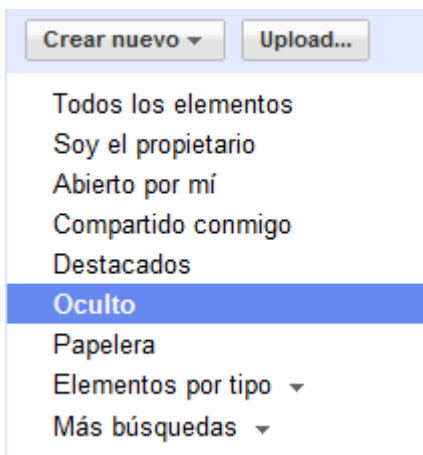 Crear nuevo Upload...
Todos los elementos
Soy el propietario
Abierto por mí
Compartido conmigo
Destacados
Oculto
Papelera
Elementos por tipo
Más búsquedas